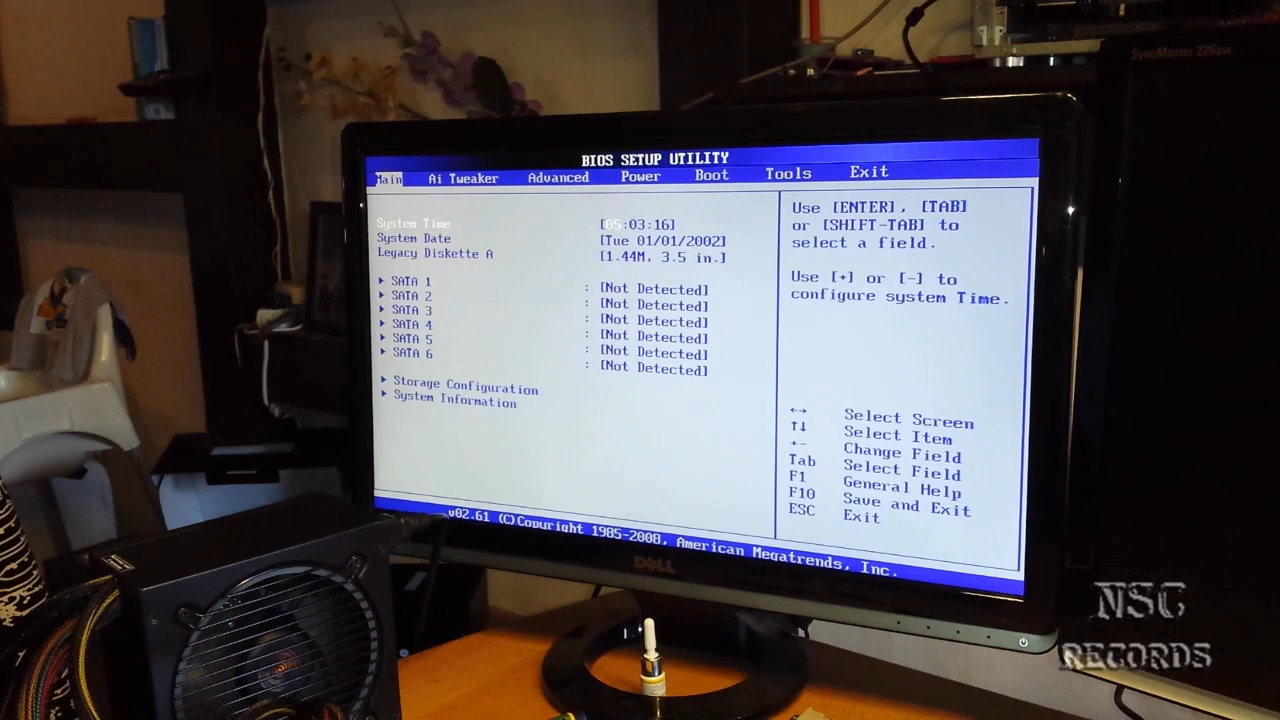 SyncMaster 226bw
BIOS SETUP UTILITY
Main Ai Tweaker Advanced Power Boot Tools Exit
System Time [05:03:16]
System Date [Tue 01/01/2002]
Legacy Diskette A [1.44M, 3.5 in.]
SATA 1 : [Not Detected]
SATA 2 : [Not Detected]
SATA 3 : [Not Detected]
SATA 4 : [Not Detected]
SATA 5 : [Not Detected]
SATA 6 : [Not Detected]
Storage Configuration
System Information
Use [ENTER], [TAB]
or [SHIFT-TAB] to
select a field.
Use [+] or [-] to
configure system Time.
↔ Select Screen
↑↓ Select Item
+- Change Field
Tab Select Field
F1 General Help
F10 Save and Exit
ESC Exit
v02.61 (C)Copyright 1985-2008, American Megatrends, Inc.
DELL
NSC
RECORDS